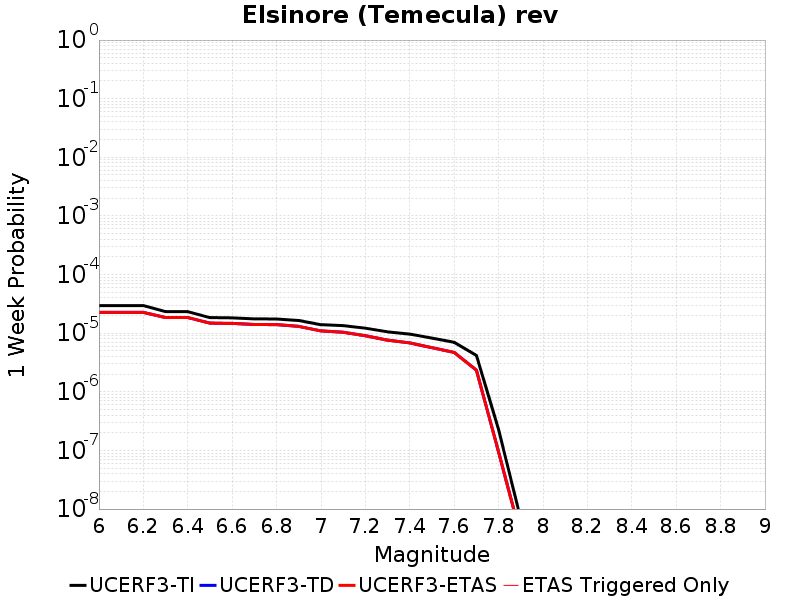 Elsinore (Temecula) rev
10^0
10^-1
10^-2
10^-3
10^-4
10^-5
10^-6
10^-7
10^-8
1 Week Probability
6 6.2 6.4 6.6 6.8 7 7.2 7.4 7.6 7.8 8 8.2 8.4 8.6 8.8 9
Magnitude
UCERF3-TI UCERF3-TD UCERF3-ETAS ETAS Triggered Only